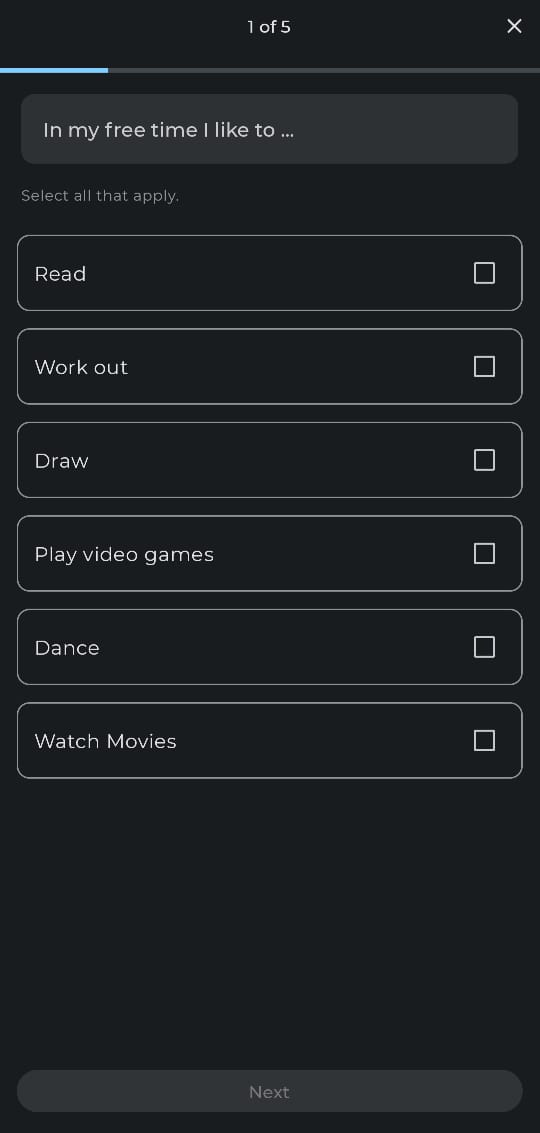 1 of 5
In my free time I like to ...
Select all that apply.
Read
Work out
Draw
Play video games
Dance
Watch Movies
Next